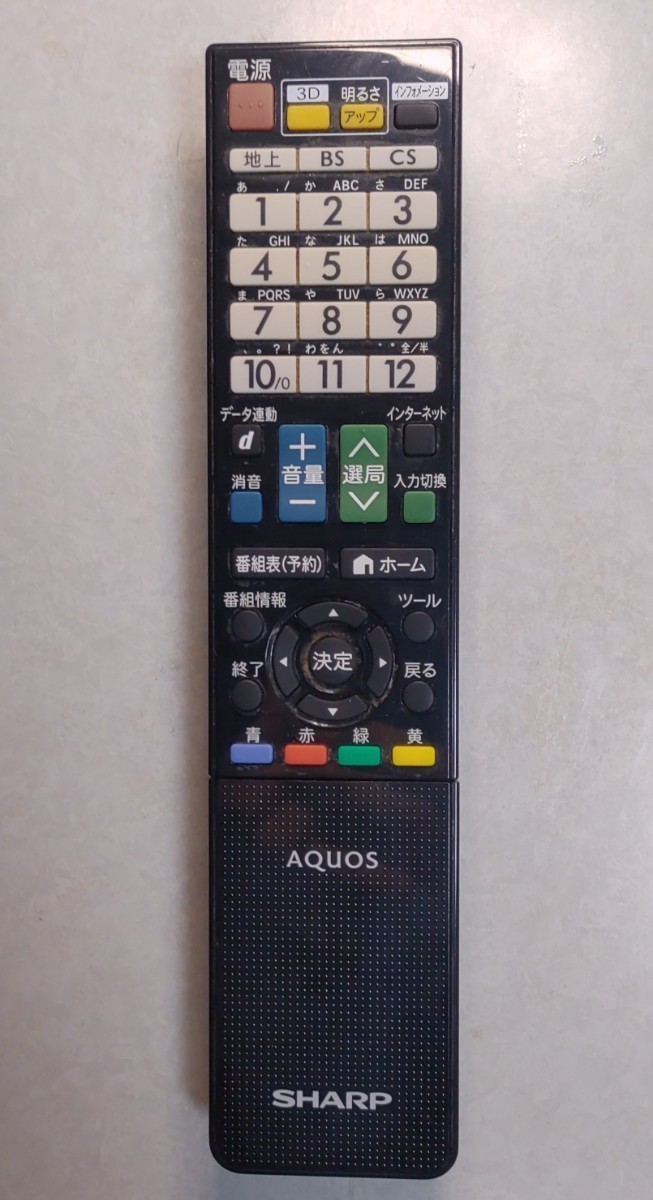 電源
3D 明るさ インフォメーション
アップ
地上 BS CS
あ ./ か ABC さ DEF
1 2 3
た GHI な JKL は MNO
4 5 6
ま PQRS や TUV ら WXYZ
7 8 9
、。?! わをん ゛゜全/半
10/0 11 12
データ連動 インターネット
d + ∧
音量 選局
消音 入力切換
− ∨
番組表(予約) ホーム
番組情報 ツール
決定
終了 戻る
青 赤 緑 黄
AQUOS
SHARP